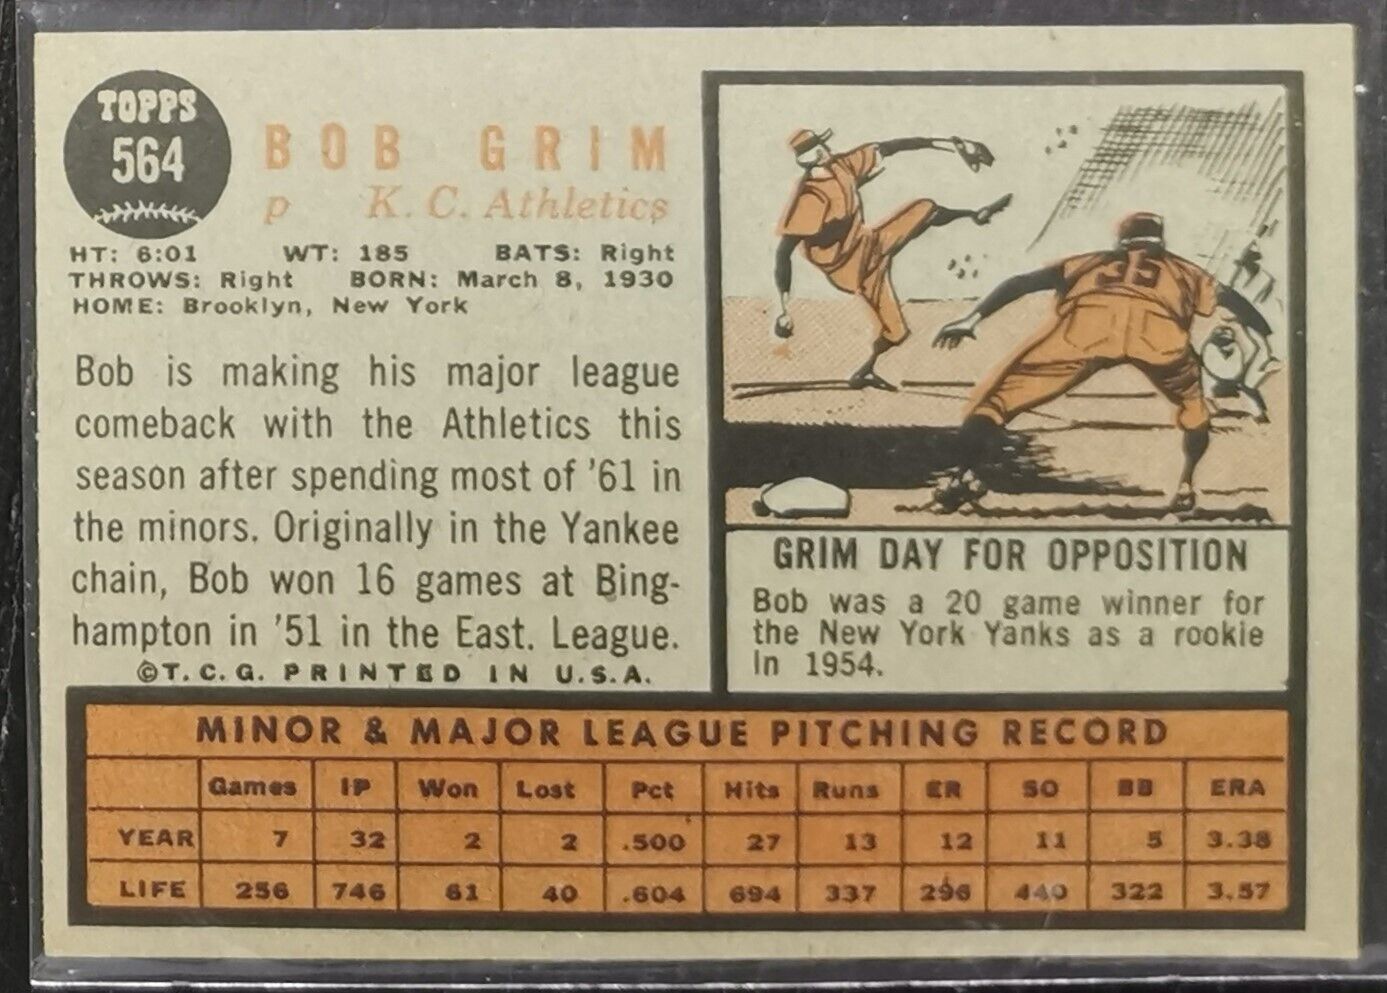 TOPPS
564
BOB GRIM
p K. C. Athletics
HT: 6:01 WT: 185 BATS: Right
THROWS: Right BORN: March 8, 1930
HOME: Brooklyn, New York
Bob is making his major league
comeback with the Athletics this
season after spending most of '61 in
the minors. Originally in the Yankee
chain, Bob won 16 games at Bing-
hampton in '51 in the East. League.
©T. C. G. PRINTED IN U.S.A.
35
GRIM DAY FOR OPPOSITION
Bob was a 20 game winner for
the New York Yanks as a rookie
in 1954.
MINOR & MAJOR LEAGUE PITCHING RECORD
Games IP Won Lost Pct Hits Runs ER SO BB ERA
YEAR 7 32 2 2 .500 27 13 12 11 5 3.38
LIFE 256 746 61 40 .604 694 337 296 440 322 3.57